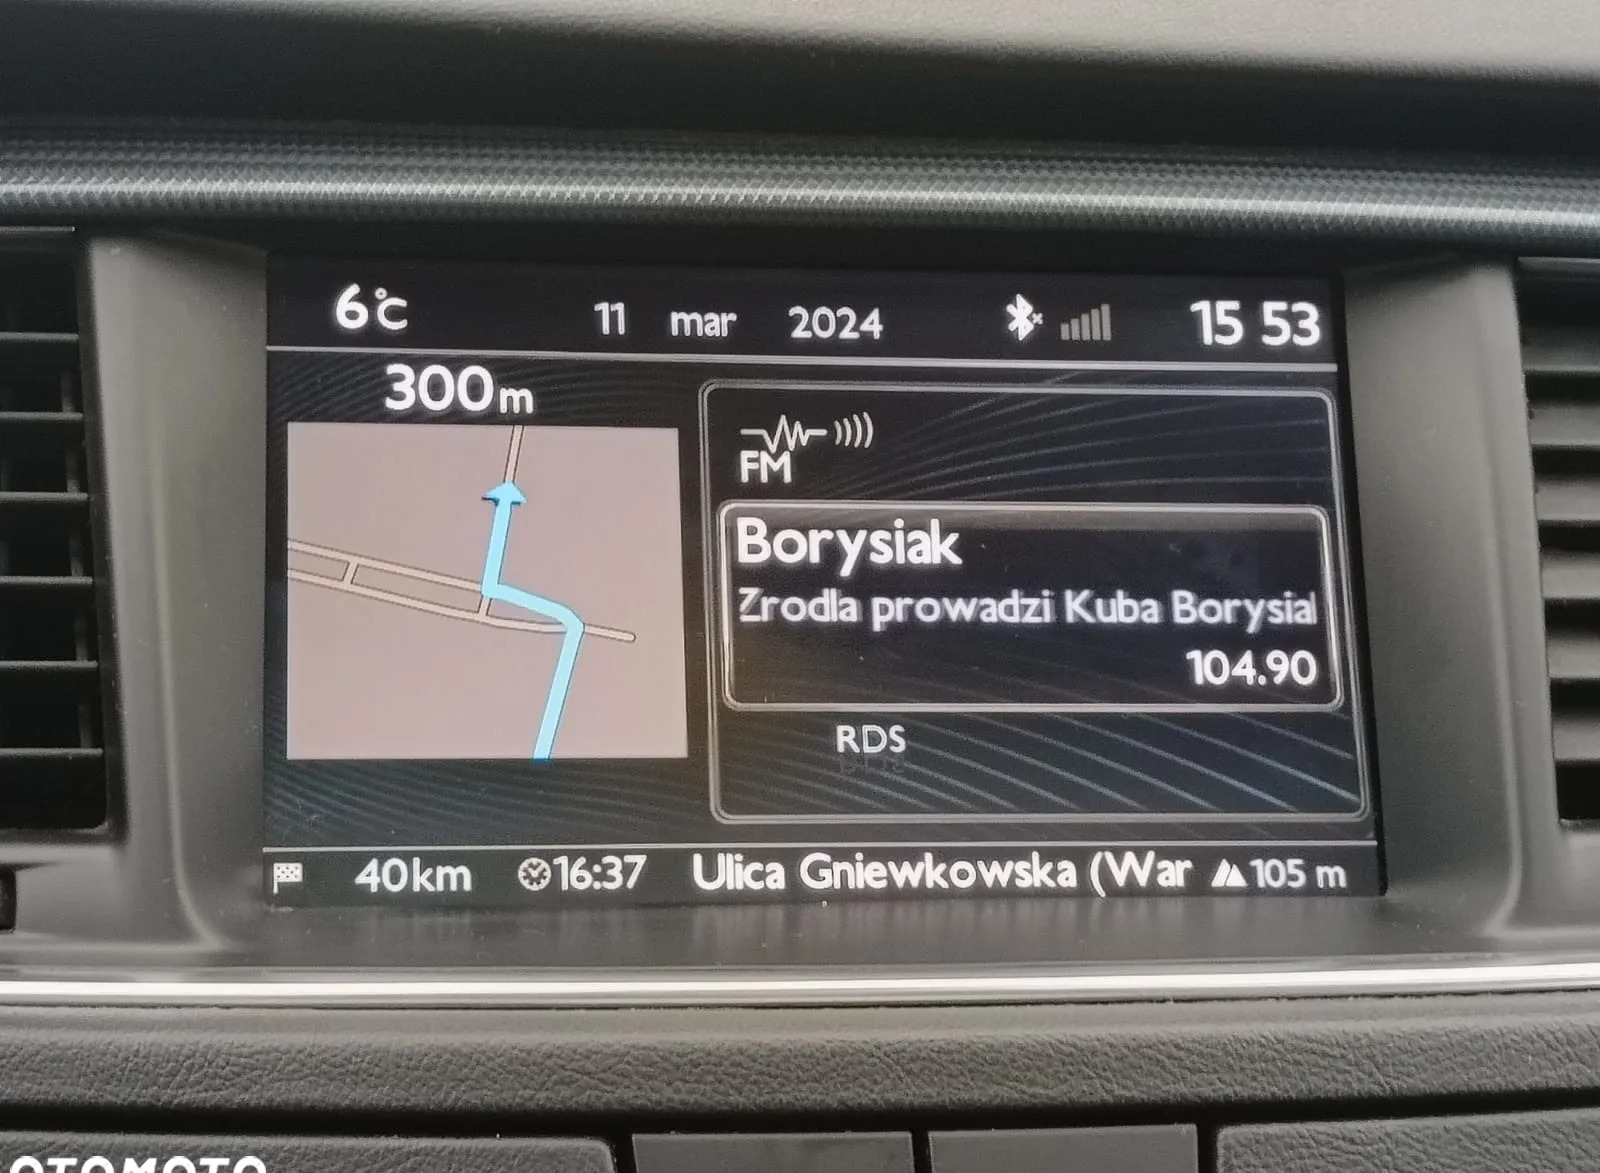 6°C 11 mar 2024 15 53
300m
FM
Borysiak
Zrodla prowadzi Kuba Borysial
104.90
RDS
40km 16:37 Ulica Gniewkowska (War 105 m
OTOMOTO